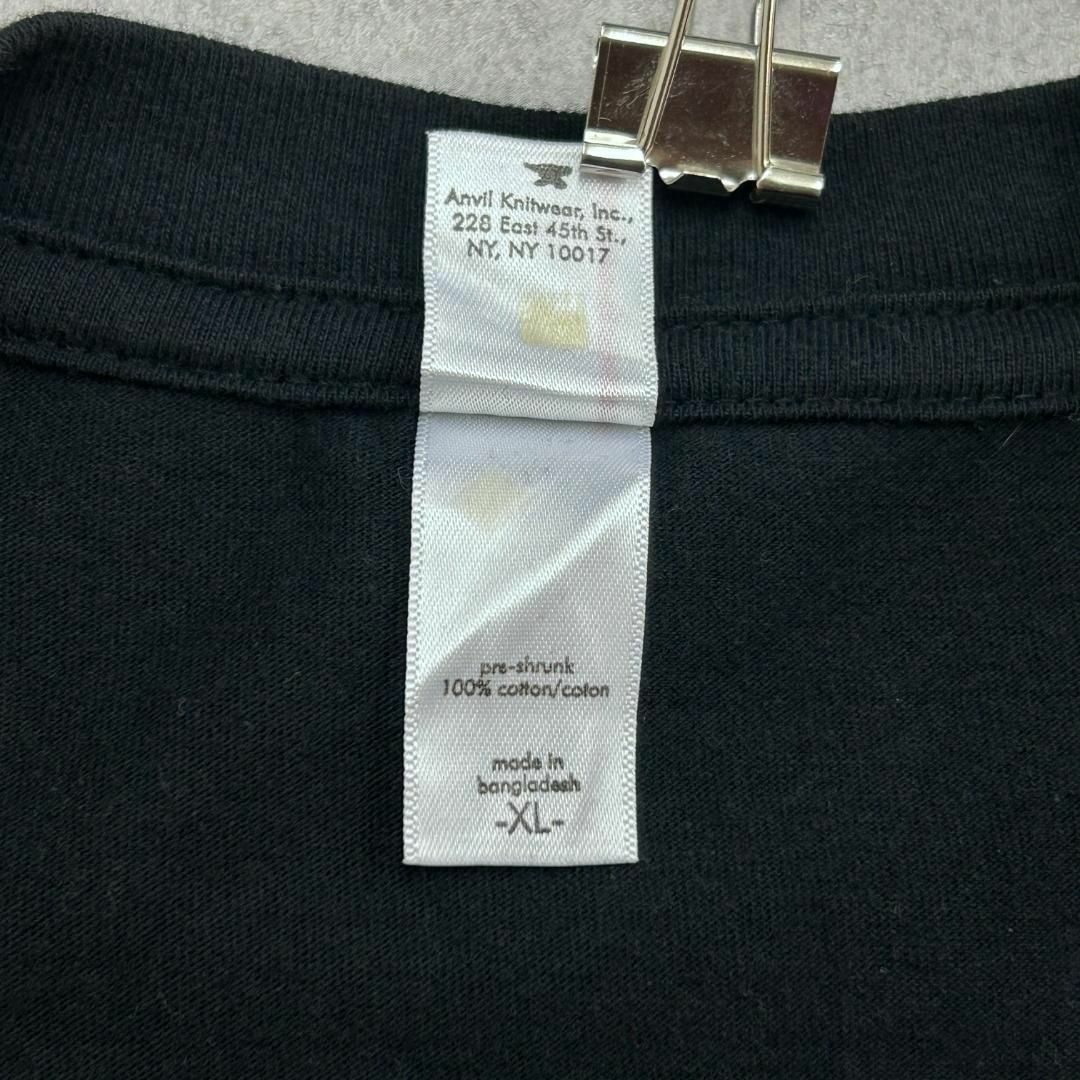 Anvil Knitwear, Inc.,
228 East 45th St.,
NY, NY 10017
pre-shrunk
100% cotton/coton
made in
bangladesh
-XL-